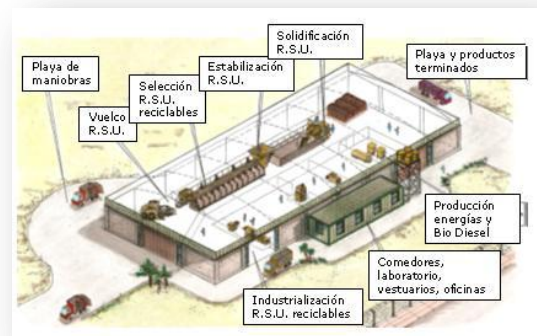 Solidificación
R.S.U.
Playa de
maniobras
Estabilización
R.S.U.
Playa y productos
terminados
Selección
R.S.U.
reciclables
Vuelco
R.S.U.
Producción
energías y
Bio Diesel
Comedores,
laboratorio,
vestuarios, oficinas
Industrialización
R.S.U. reciclables